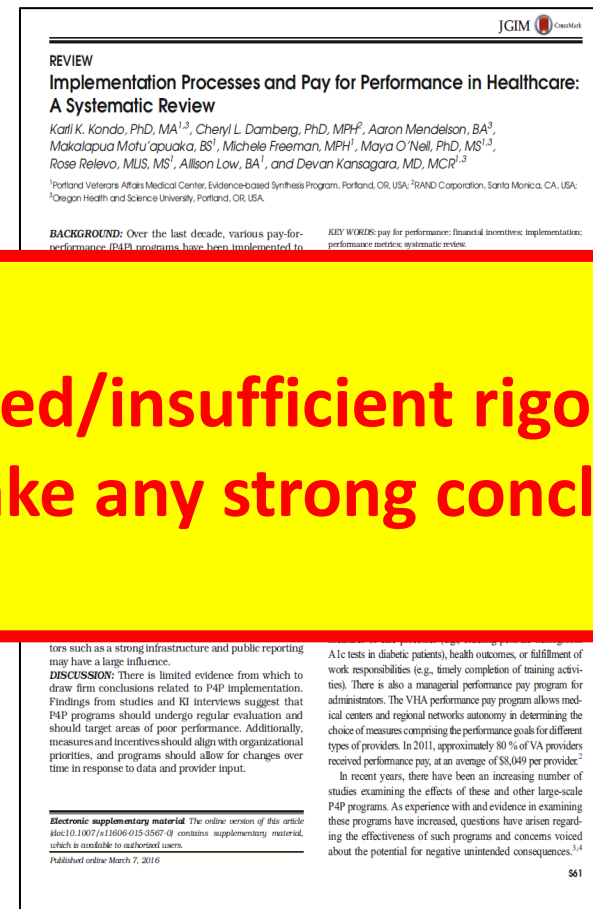 JGIM CrossMark
REVIEW
Implementation Processes and Pay for Performance in Healthcare:
A Systematic Review
Karli K. Kondo, PhD, MA1,3, Cheryl L. Damberg, PhD, MPH2, Aaron Mendelson, BA3,
Makalapua Motu'apuaka, BS1, Michele Freeman, MPH1, Maya O'Neil, PhD, MS1,3,
Rose Relevo, MLIS, MS1, Allison Low, BA1, and Devan Kansagara, MD, MCR1,3
1Portland Veterans Affairs Medical Center, Evidence-based Synthesis Program, Portland, OR, USA; 2RAND Corporation, Santa Monica, CA, USA;
3Oregon Health and Science University, Portland, OR, USA.
BACKGROUND: Over the last decade, various pay-for-
performance (P4P) programs have been implemented to
KEY WORDS: pay for performance; financial incentives; implementation;
performance metrics; systematic review.
ed/insufficient rigo
ke any strong concl
tors such as a strong infrastructure and public reporting
may have a large influence.
DISCUSSION: There is limited evidence from which to
draw firm conclusions related to P4P implementation.
Findings from studies and KI interviews suggest that
P4P programs should undergo regular evaluation and
should target areas of poor performance. Additionally,
measures and incentives should align with organizational
priorities, and programs should allow for changes over
time in response to data and provider input.
Electronic supplementary material The online version of this article
(doi:10.1007/s11606-015-3567-0) contains supplementary material,
which is available to authorized users.
Published online March 7, 2016
A1c tests in diabetic patients), health outcomes, or fulfillment of
work responsibilities (e.g., timely completion of training activi-
ties). There is also a managerial performance pay program for
administrators. The VHA performance pay program allows med-
ical centers and regional networks autonomy in determining the
choice of measures comprising the performance goals for different
types of providers. In 2011, approximately 80 % of VA providers
received performance pay, at an average of $8,049 per provider.2
In recent years, there have been an increasing number of
studies examining the effects of these and other large-scale
P4P programs. As experience with and evidence in examining
these programs have increased, questions have arisen regard-
ing the effectiveness of such programs and concerns voiced
about the potential for negative unintended consequences.3,4
S61